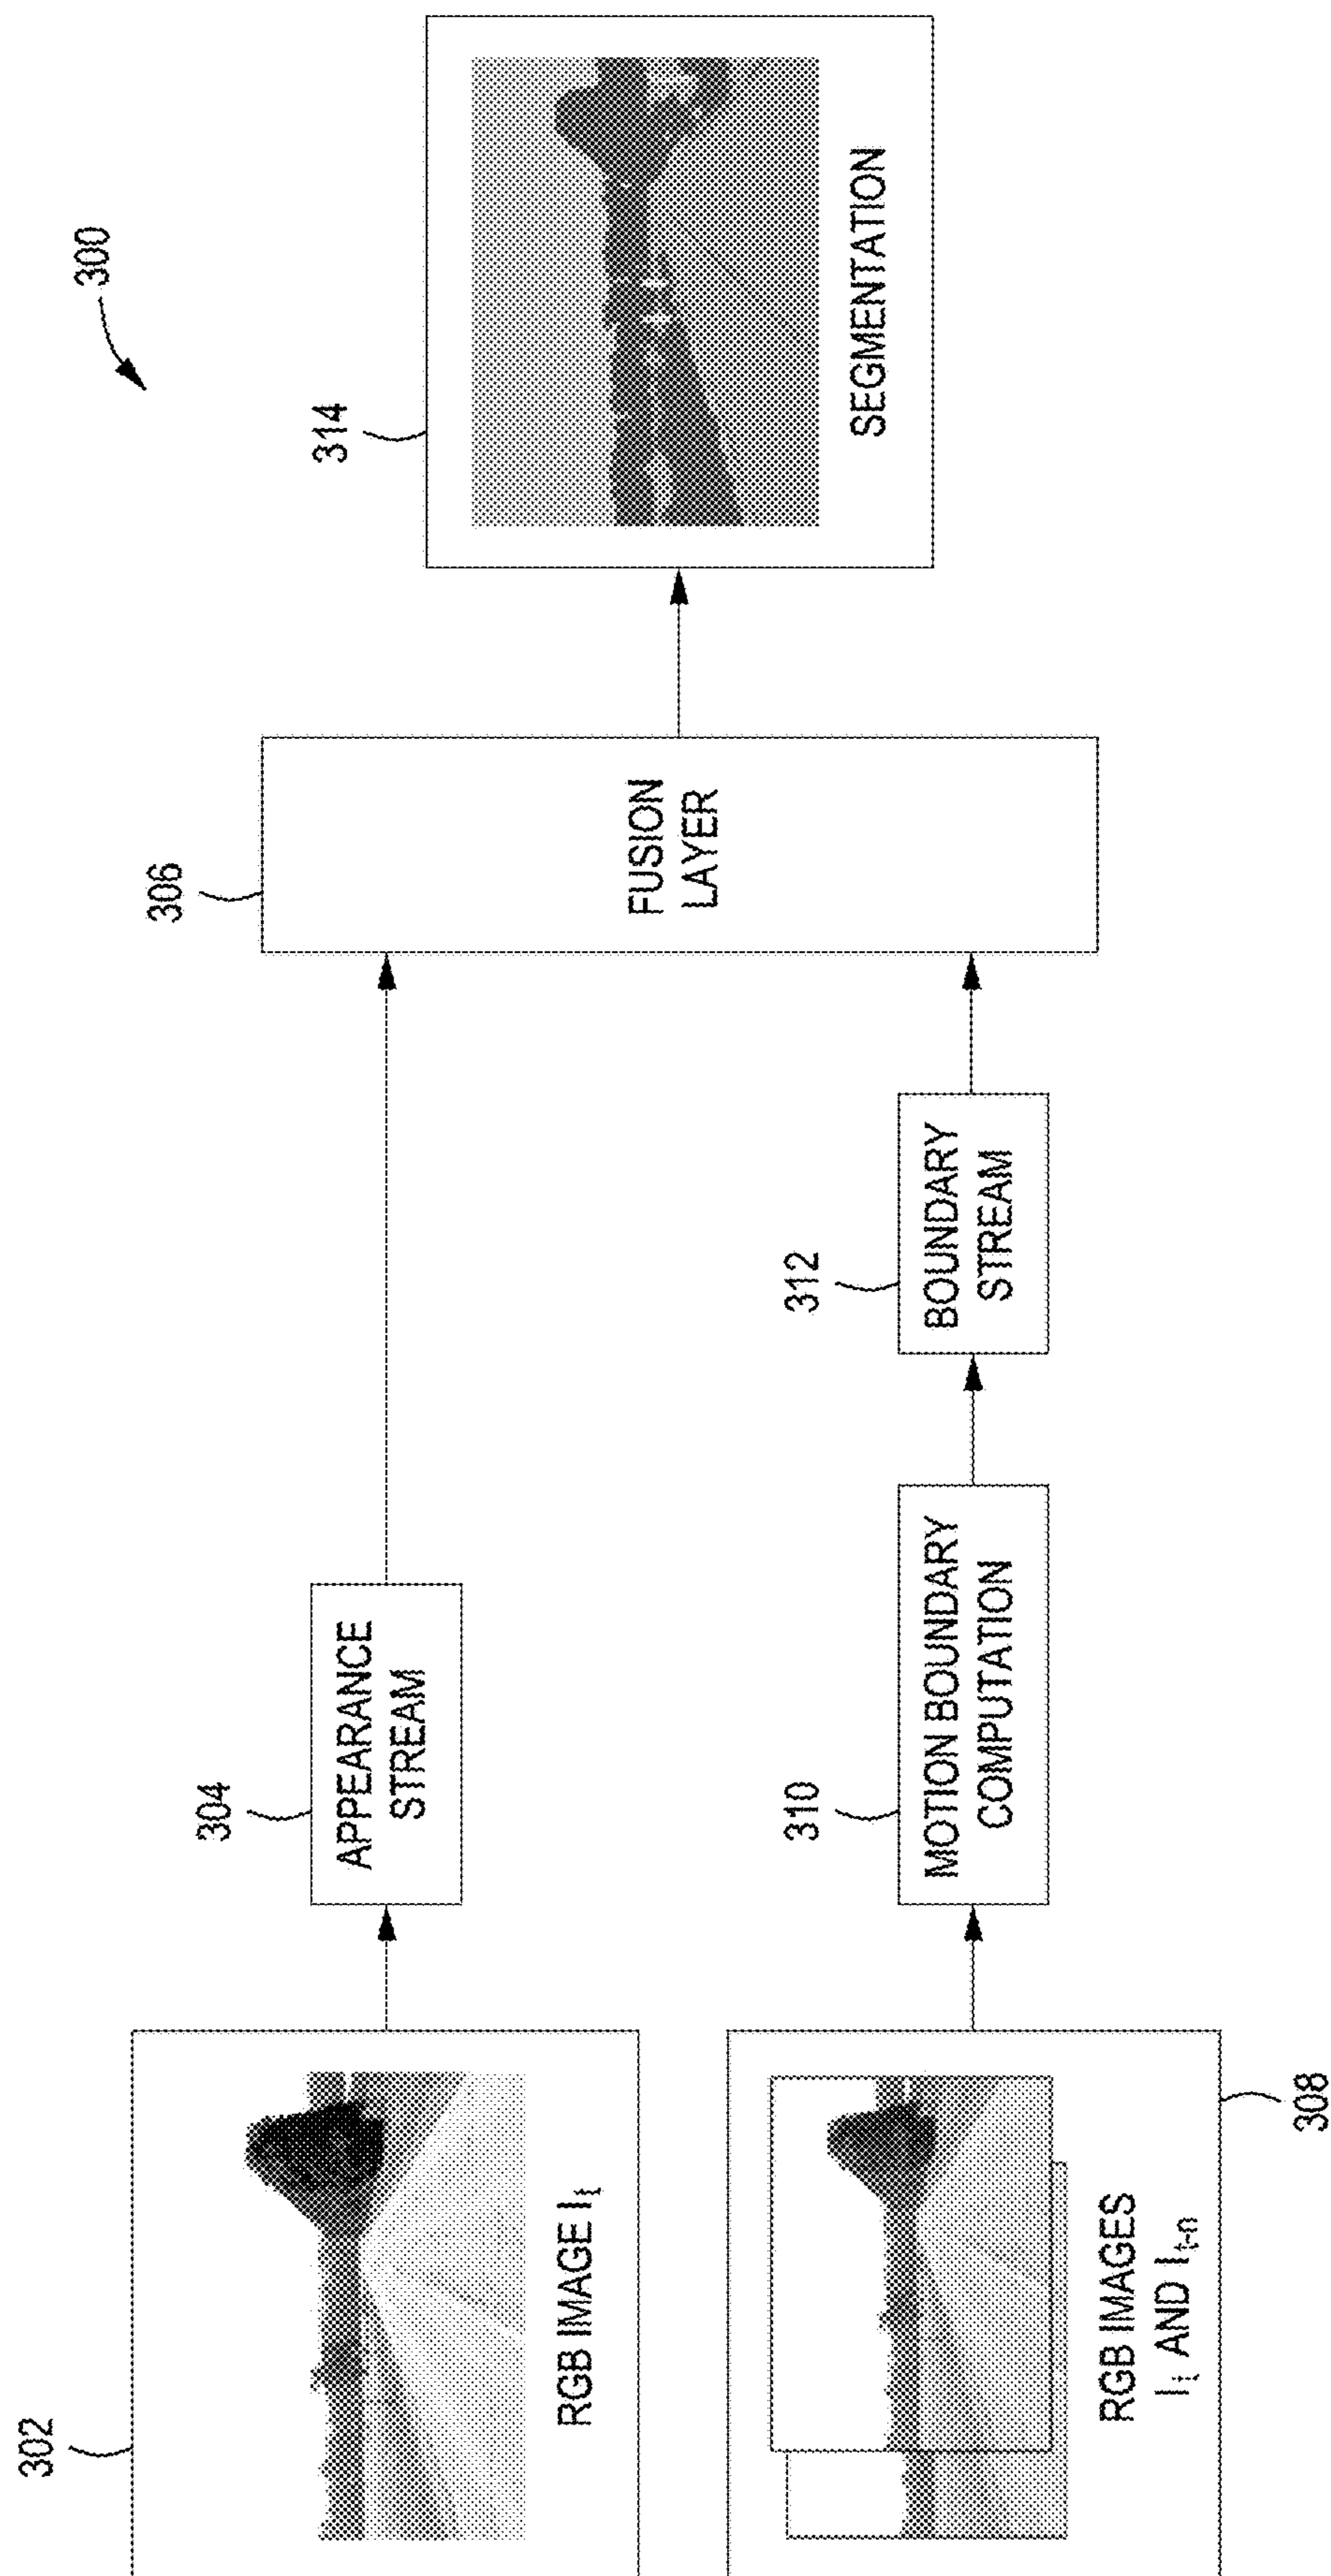 300
302
RGB IMAGE I_t
304
APPEARANCE
STREAM
306
FUSION
LAYER
314
SEGMENTATION
RGB IMAGES
I_t AND I_{t-n}
308
310
MOTION BOUNDARY
COMPUTATION
312
BOUNDARY
STREAM